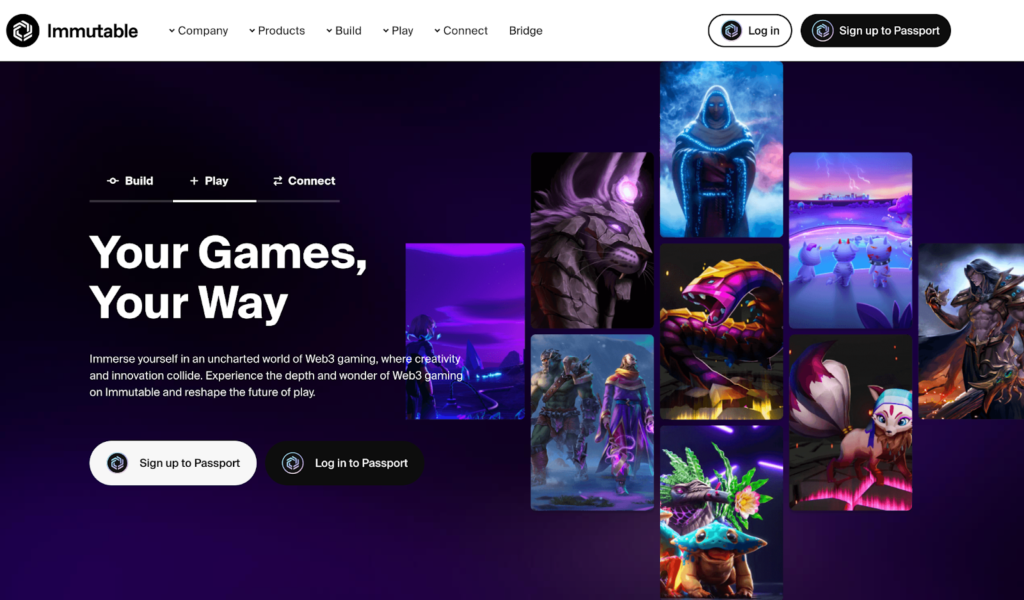 Immutable
Company
Products
Build
Play
Connect
Bridge
Log in
Sign up to Passport
Build
Play
Connect
Your Games,
Your Way
Immerse yourself in an uncharted world of Web3 gaming, where creativity
and innovation collide. Experience the depth and wonder of Web3 gaming
on Immutable and reshape the future of play.
Sign up to Passport
Log in to Passport